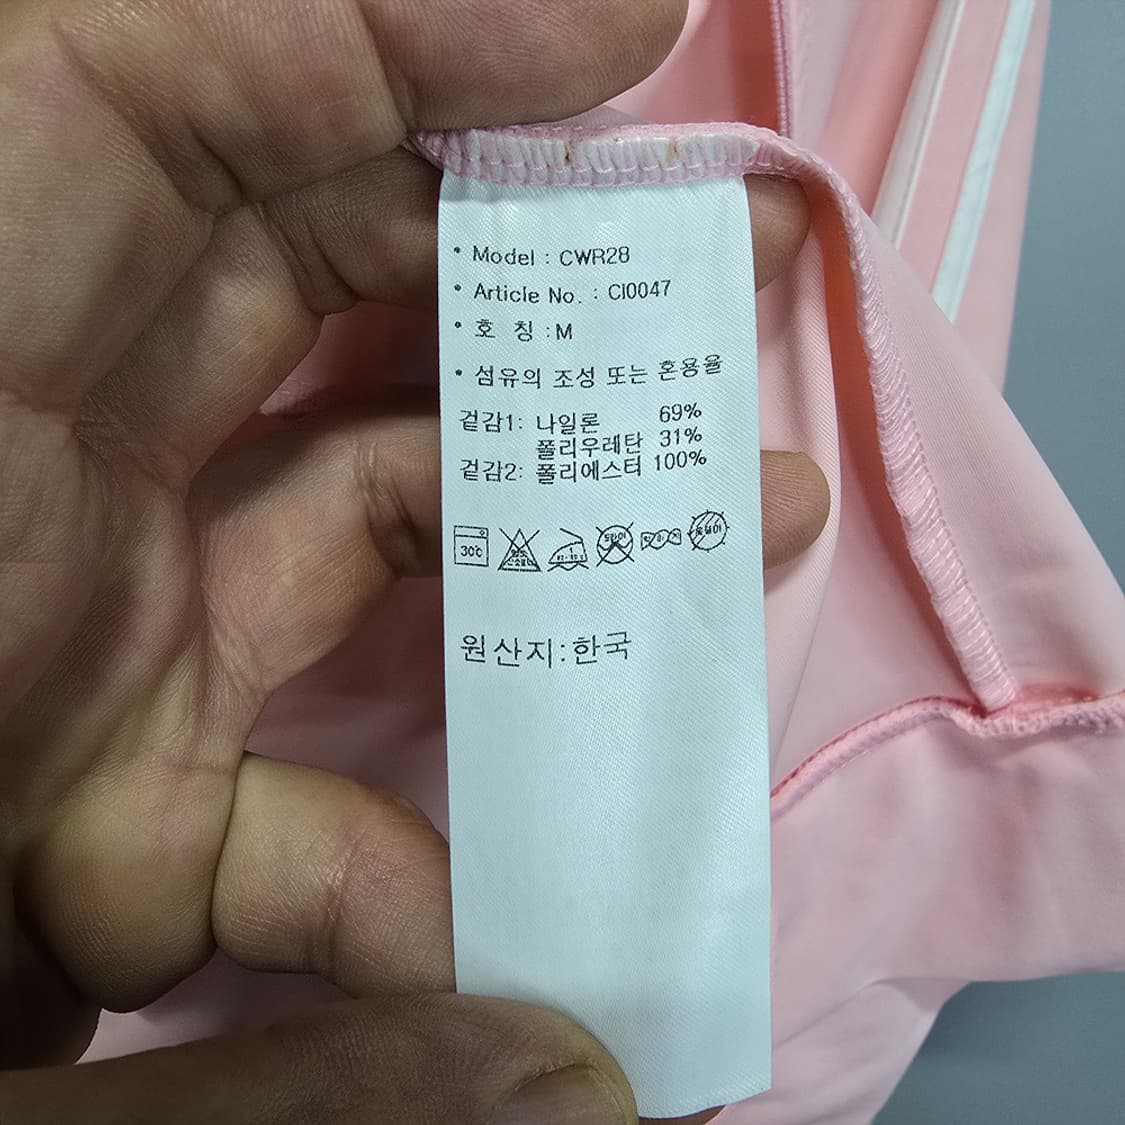 • Model : CWR28
• Article No. : CI0047
• 호 칭 : M
• 섬유의 조성 또는 혼용율
겉감1: 나일론 69%
폴리우레탄 31%
겉감2: 폴리에스터 100%
30℃
원산지:한국